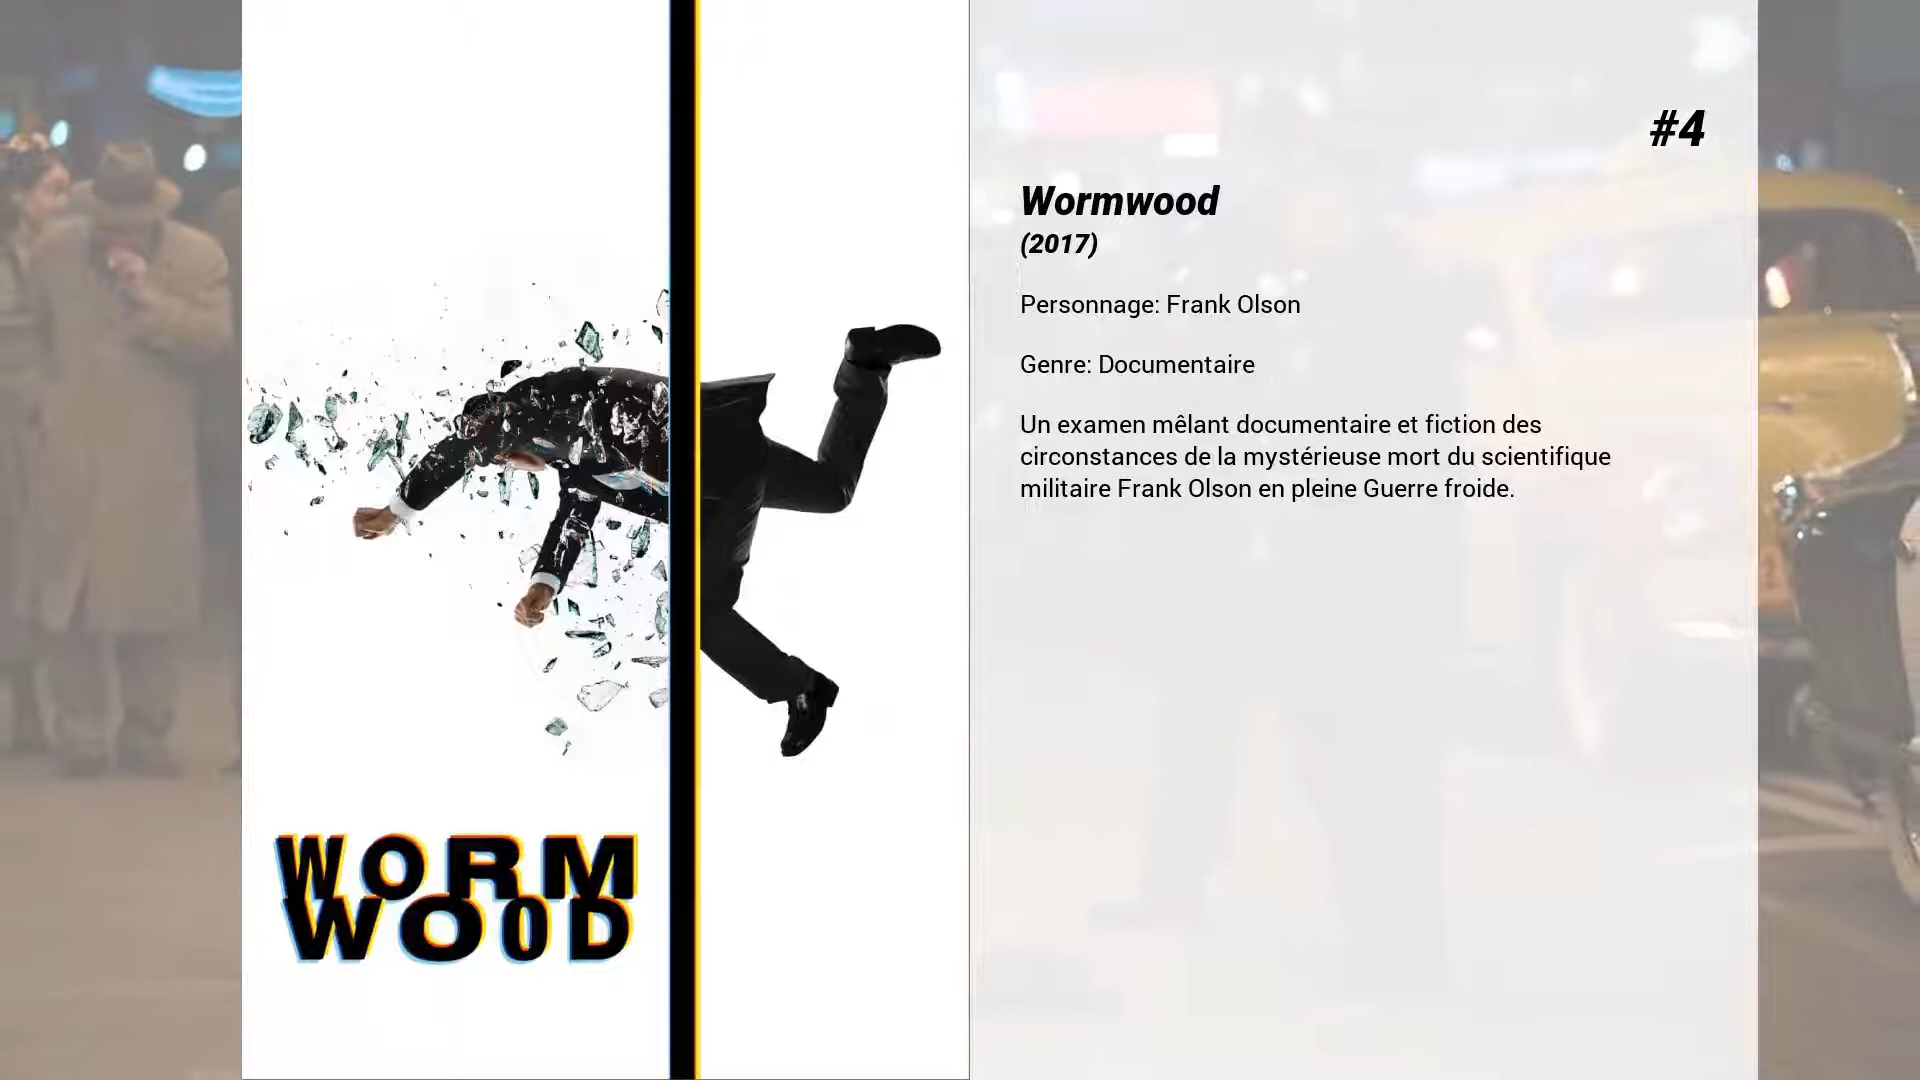 WORM
WOOD
#4
Wormwood
(2017)
Personnage: Frank Olson
Genre: Documentaire
Un examen mêlant documentaire et fiction des
circonstances de la mystérieuse mort du scientifique
militaire Frank Olson en pleine Guerre froide.